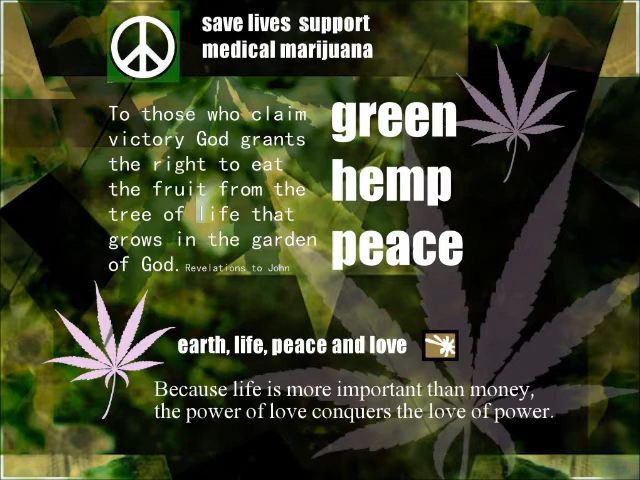 save lives support
medical marijuana
To those who claim
victory God grants
the right to eat
the fruit from the
tree of life that
grows in the garden
of God. Revelations to John
green
hemp
peace
earth, life, peace and love
Because life is more important than money,
the power of love conquers the love of power.